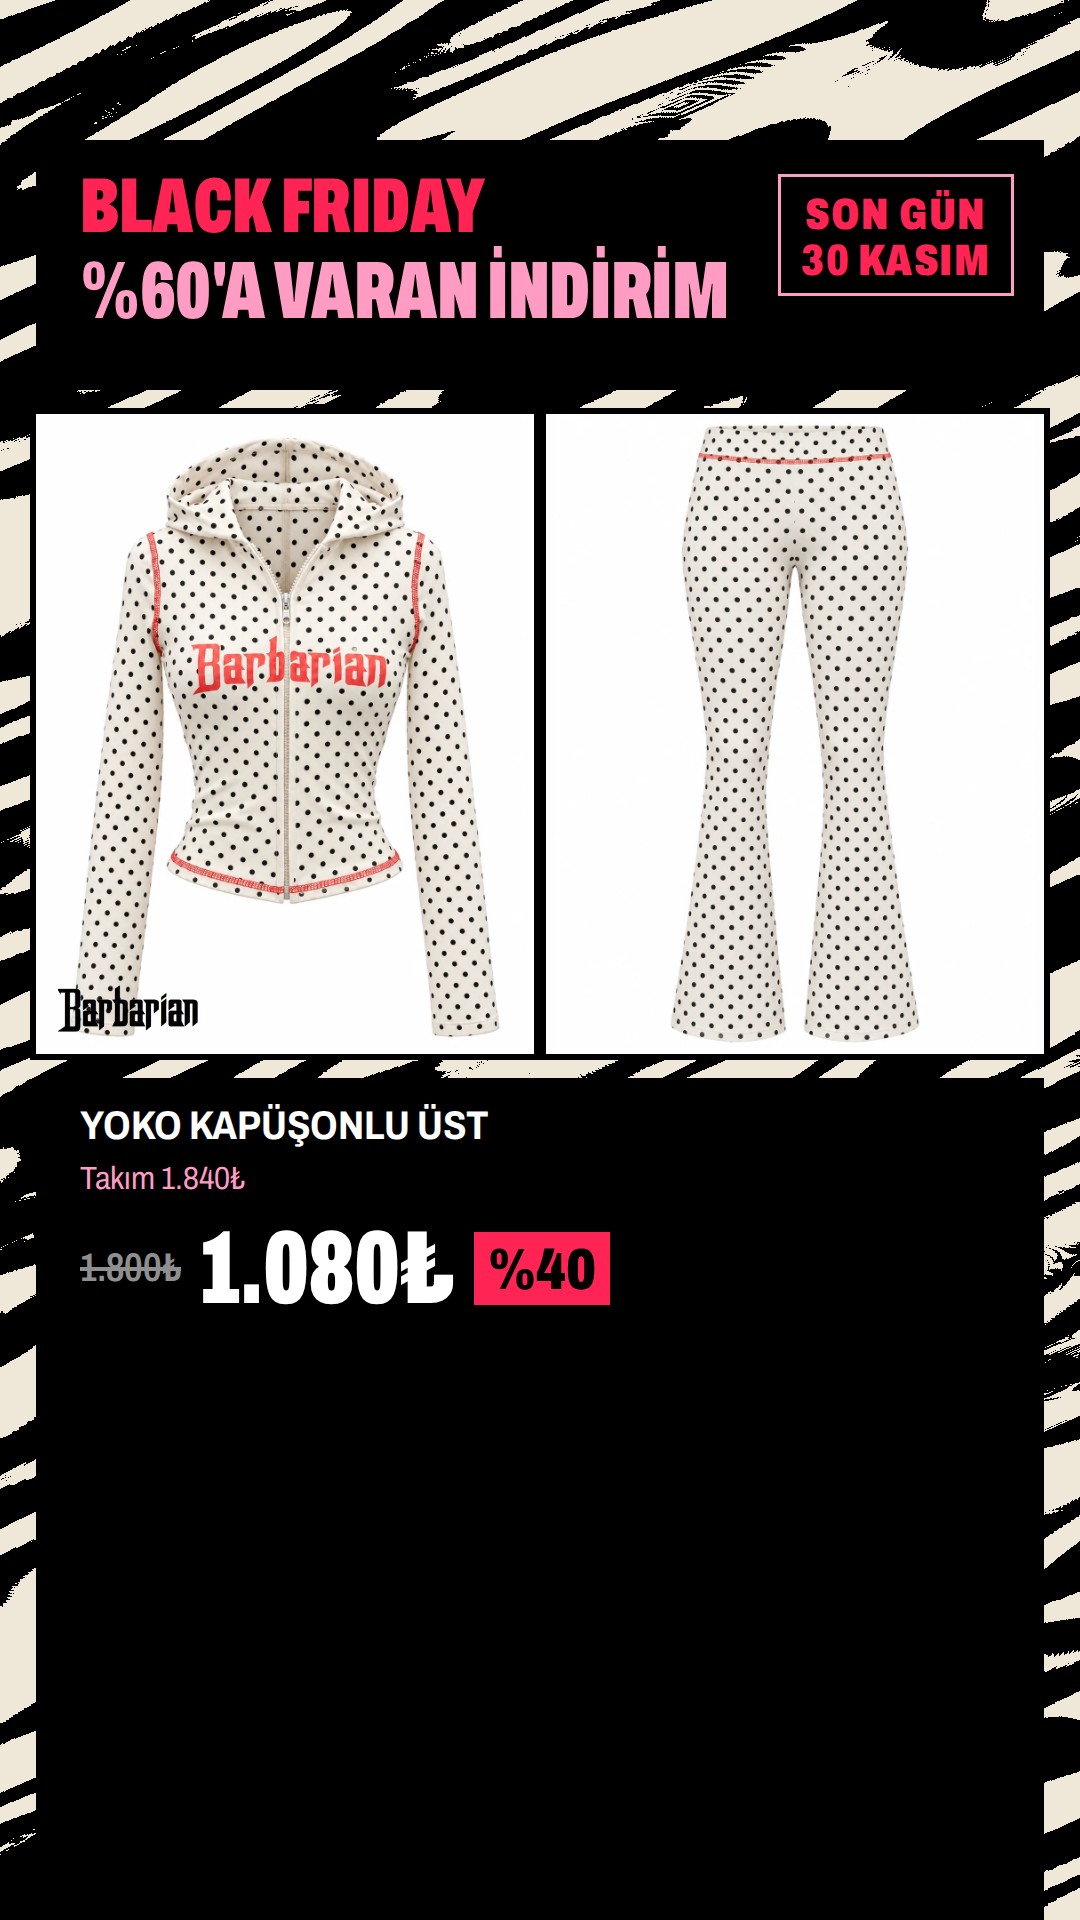 BLACK FRIDAY
%60'A VARAN İNDİRİM
SON GÜN
30 KASIM
Barbarian
Barbarian
YOKO KAPÜŞONLU ÜST
Takım 1.840₺
1.800₺ 1.080₺ %40